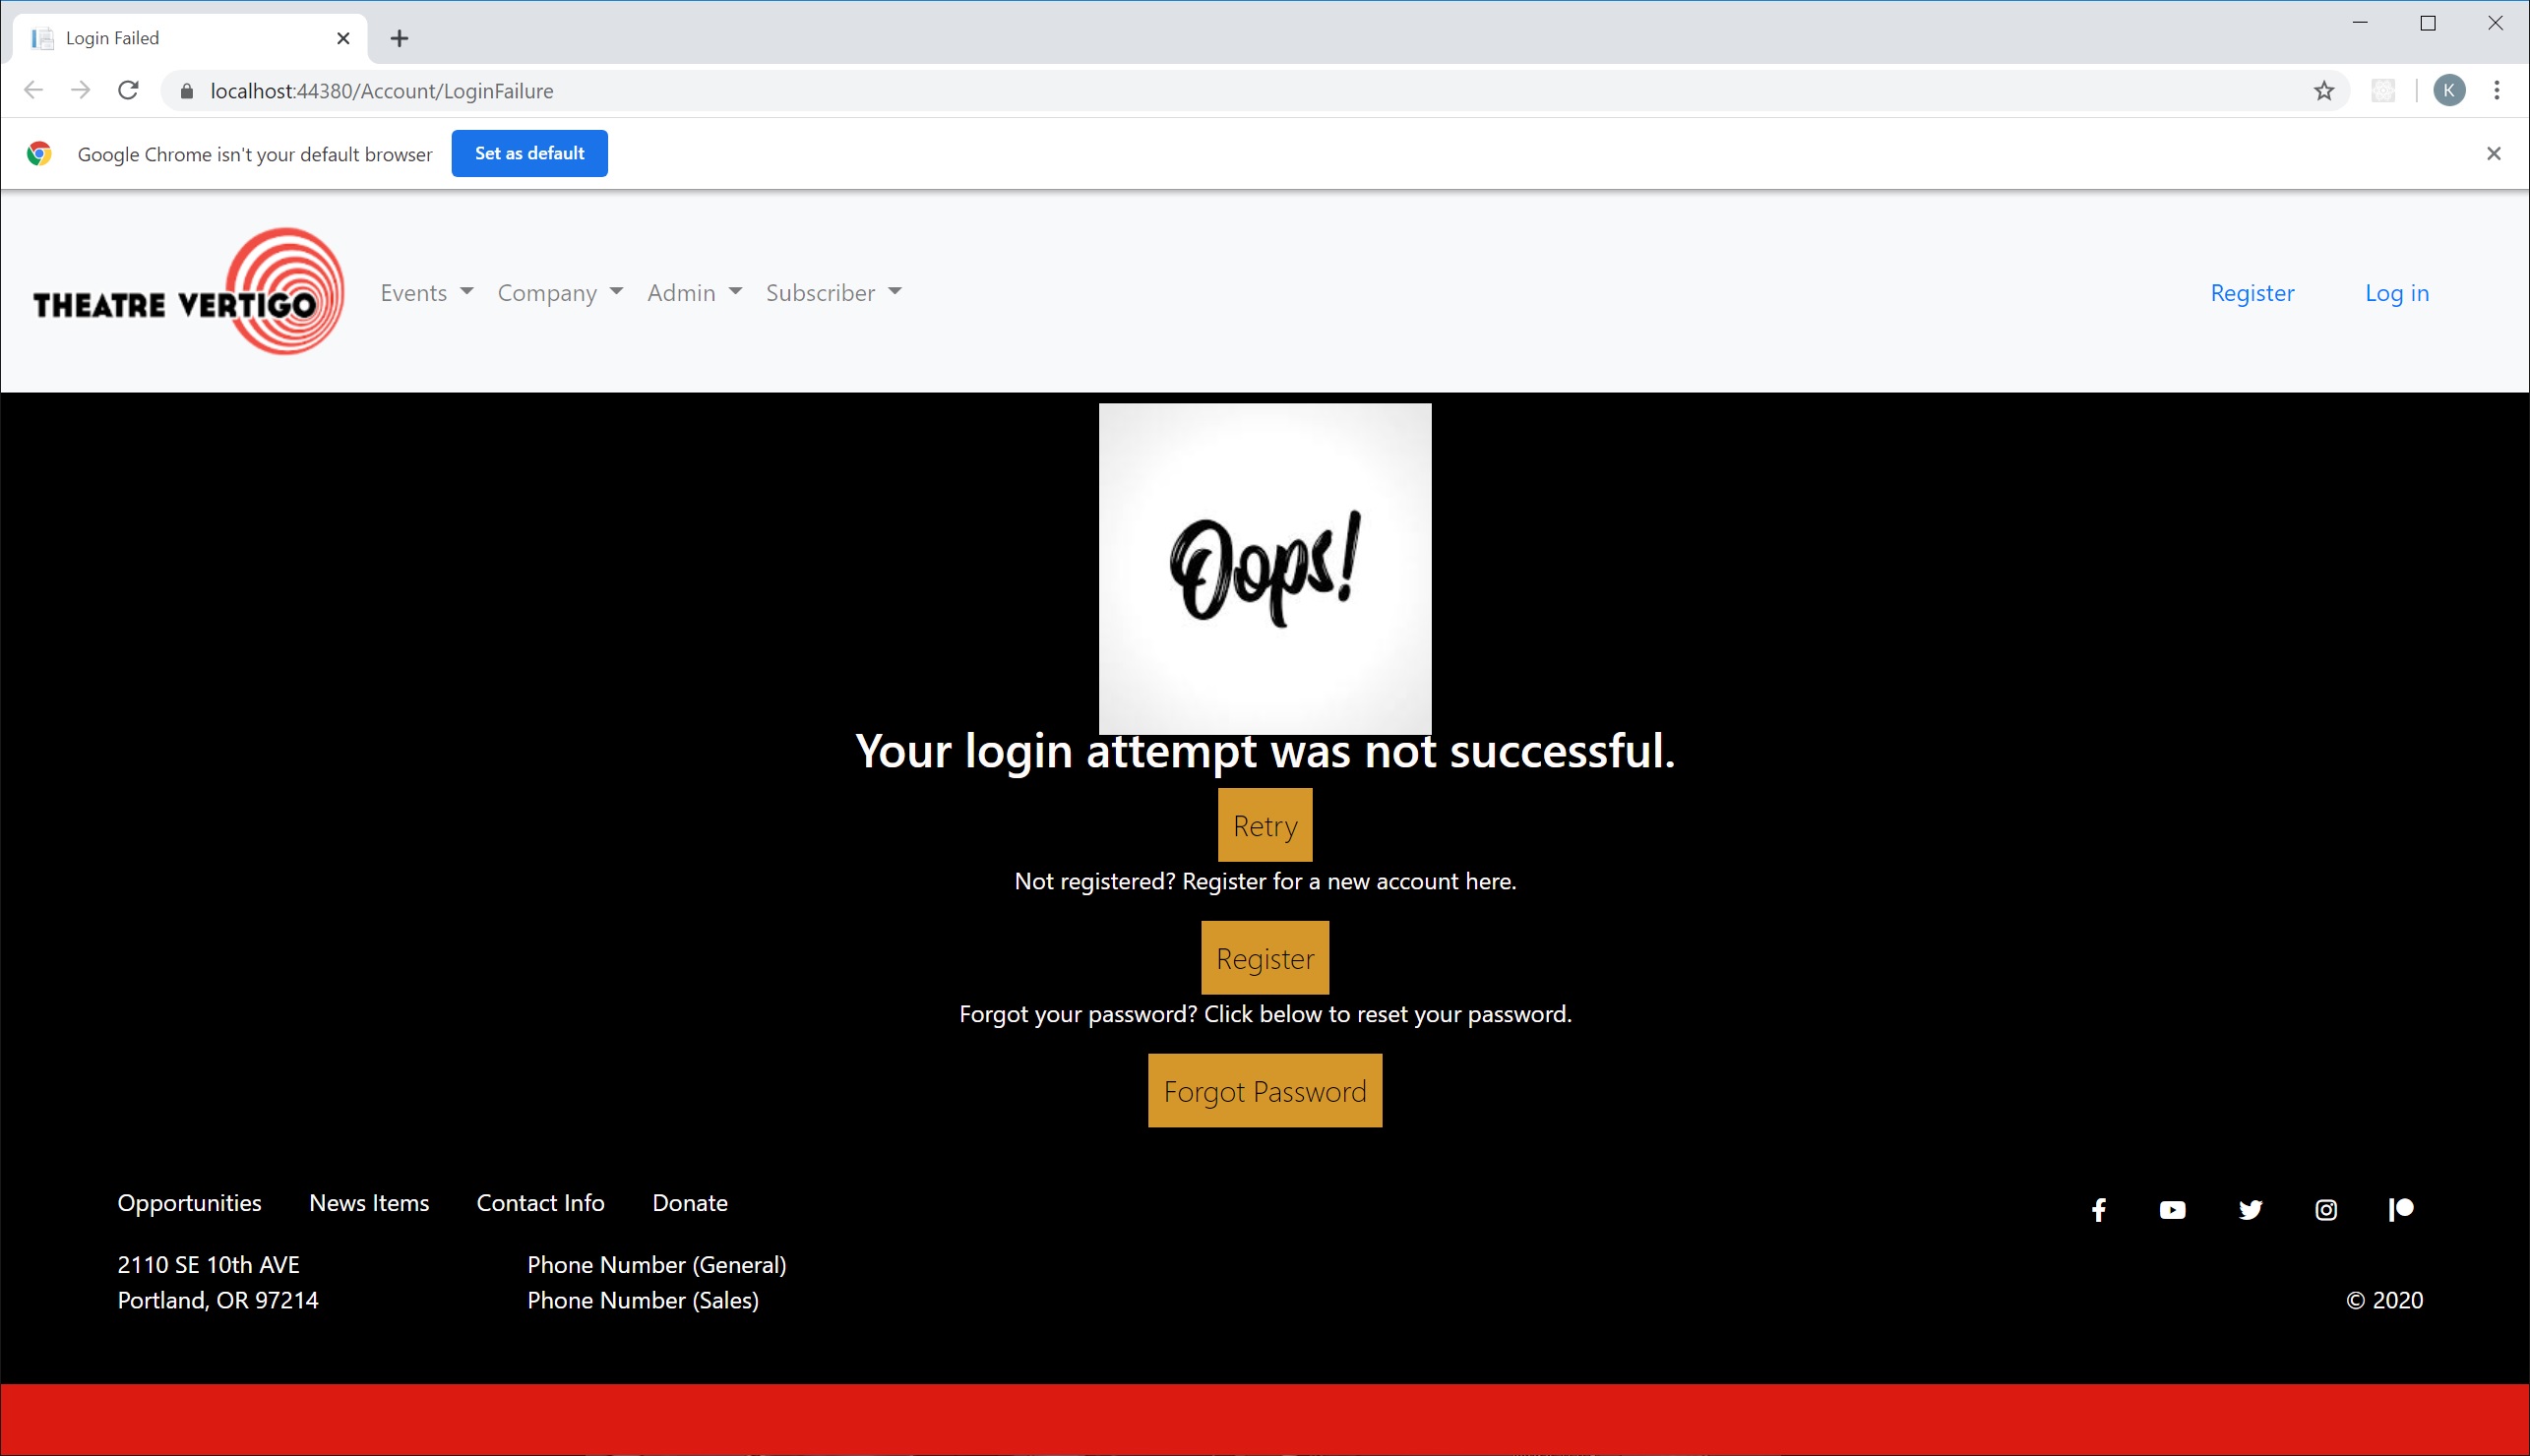 Login Failed
localhost:44380/Account/LoginFailure
K
Google Chrome isn't your default browser
Set as default
THEATRE VERTIGO
Events
Company
Admin
Subscriber
Register
Log in
Oops!
Your login attempt was not successful.
Retry
Not registered? Register for a new account here.
Register
Forgot your password? Click below to reset your password.
Forgot Password
Opportunities
News Items
Contact Info
Donate
2110 SE 10th AVE
Portland, OR 97214
Phone Number (General)
Phone Number (Sales)
© 2020